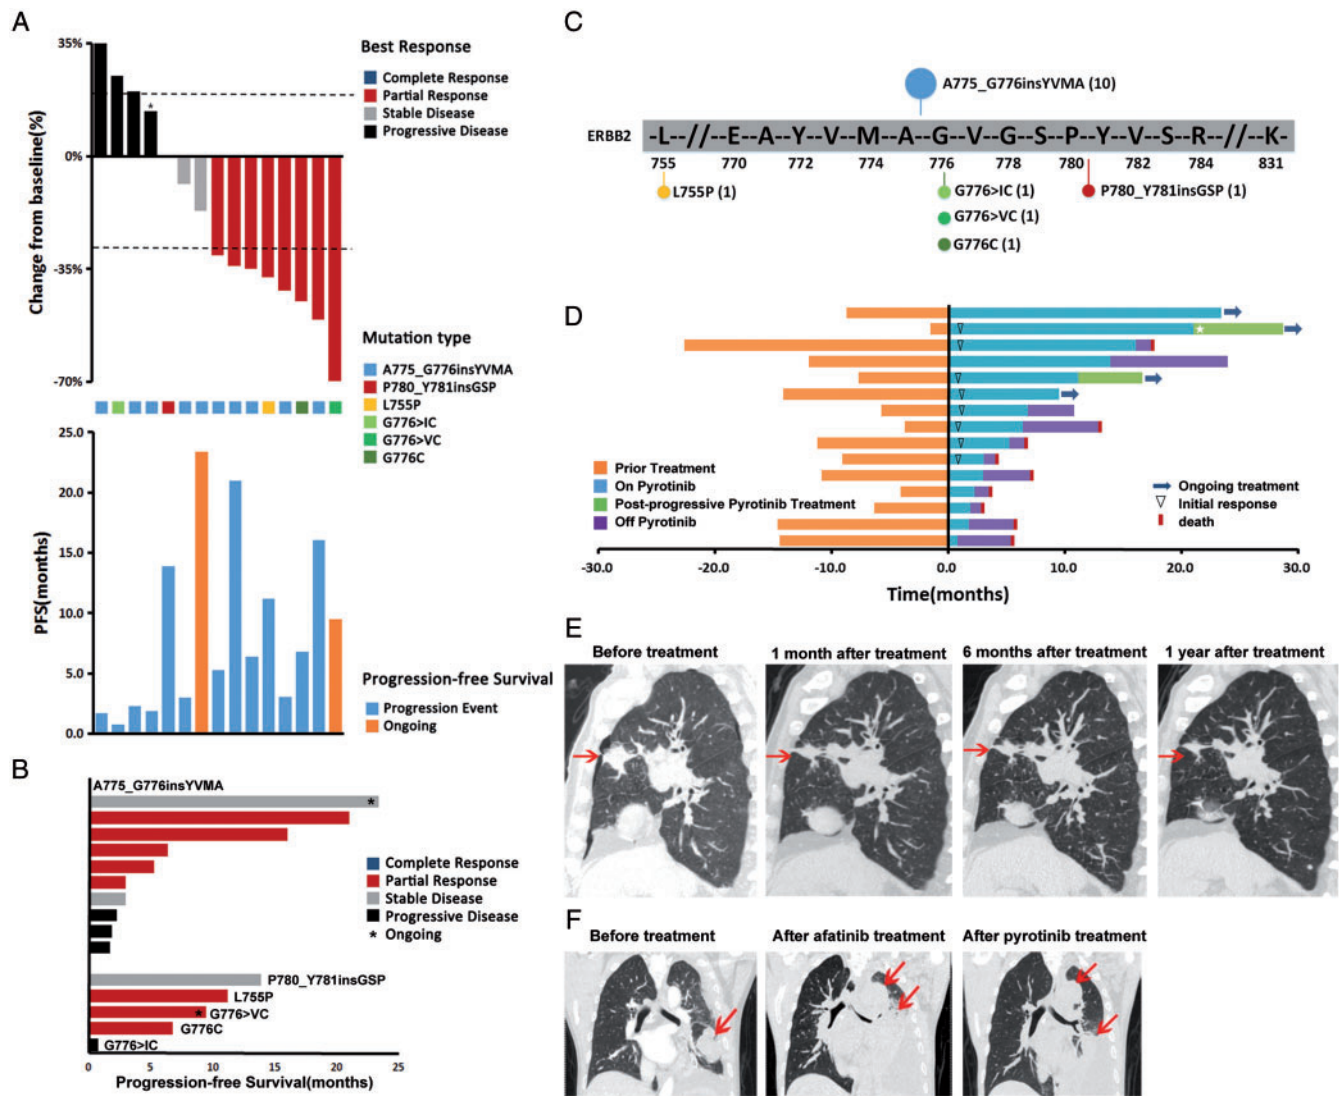 A
35%
0%
-35%
-70%
Change from baseline(%)
*
Best Response
Complete Response
Partial Response
Stable Disease
Progressive Disease
Mutation type
A775_G776insYVMA
P780_Y781insGSP
L755P
G776>IC
G776>VC
G776C
25.0
20.0
15.0
10.0
5.0
0.0
PFS(months)
Progression-free Survival
Progression Event
Ongoing
B
A775_G776insYVMA
*
Complete Response
Partial Response
Stable Disease
Progressive Disease
* Ongoing
P780_Y781insGSP
L755P
* G776>VC
G776C
G776>IC
0 5 10 15 20 25
Progression-free Survival(months)
C
A775_G776insYVMA (10)
ERBB2 -L--//--E--A--Y--V--M--A--G--V--G--S--P--Y--V--S--R--//--K-
755 770 772 774 776 778 780 782 784 831
L755P (1)
G776>IC (1)
P780_Y781insGSP (1)
G776>VC (1)
G776C (1)
D
Prior Treatment
On Pyrotinib
Post-progressive Pyrotinib Treatment
Off Pyrotinib
Ongoing treatment
Initial response
death
-30.0 -20.0 -10.0 0.0 10.0 20.0 30.0
Time(months)
E
Before treatment
1 month after treatment
6 months after treatment
1 year after treatment
F
Before treatment
After afatinib treatment
After pyrotinib treatment